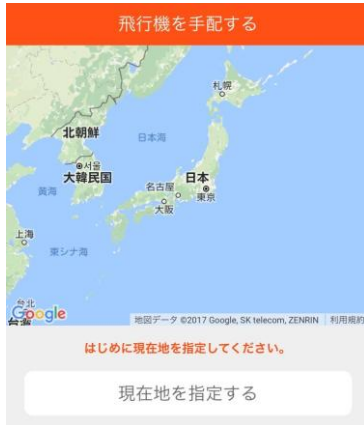 飛行機を手配する
札幌
北朝鮮
日本海
서울
大韓民国
日本
名古屋
東京
黄海
大阪
上海
東シナ海
台北
台湾
Google
地図データ ©2017 Google, SK telecom, ZENRIN
利用規約
はじめに現在地を指定してください。
現在地を指定する